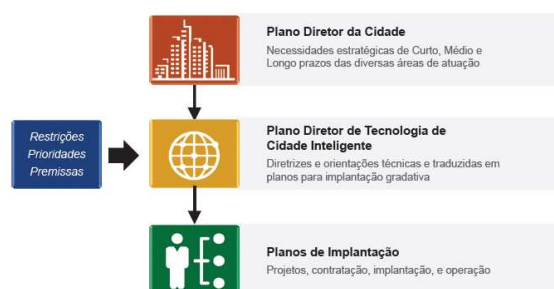 Plano Diretor da Cidade
Necessidades estratégicas de Curto, Médio e
Longo prazos das diversas áreas de atuação
Restrições
Prioridades
Premissas
Plano Diretor de Tecnologia de
Cidade Inteligente
Diretrizes e orientações técnicas e traduzidas em
planos para implantação gradativa
Planos de Implantação
Projetos, contratação, implantação, e operação